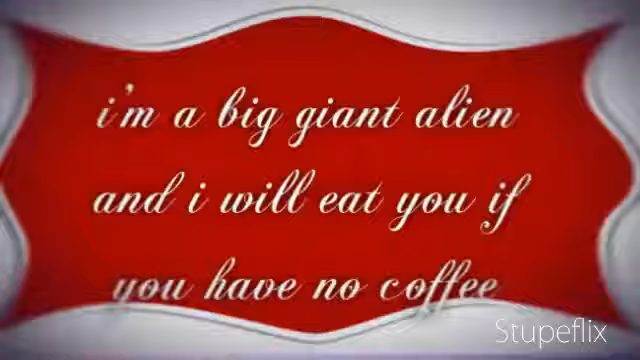 i'm a big giant alien
and i will eat you if
you have no coffee
Stupeflix